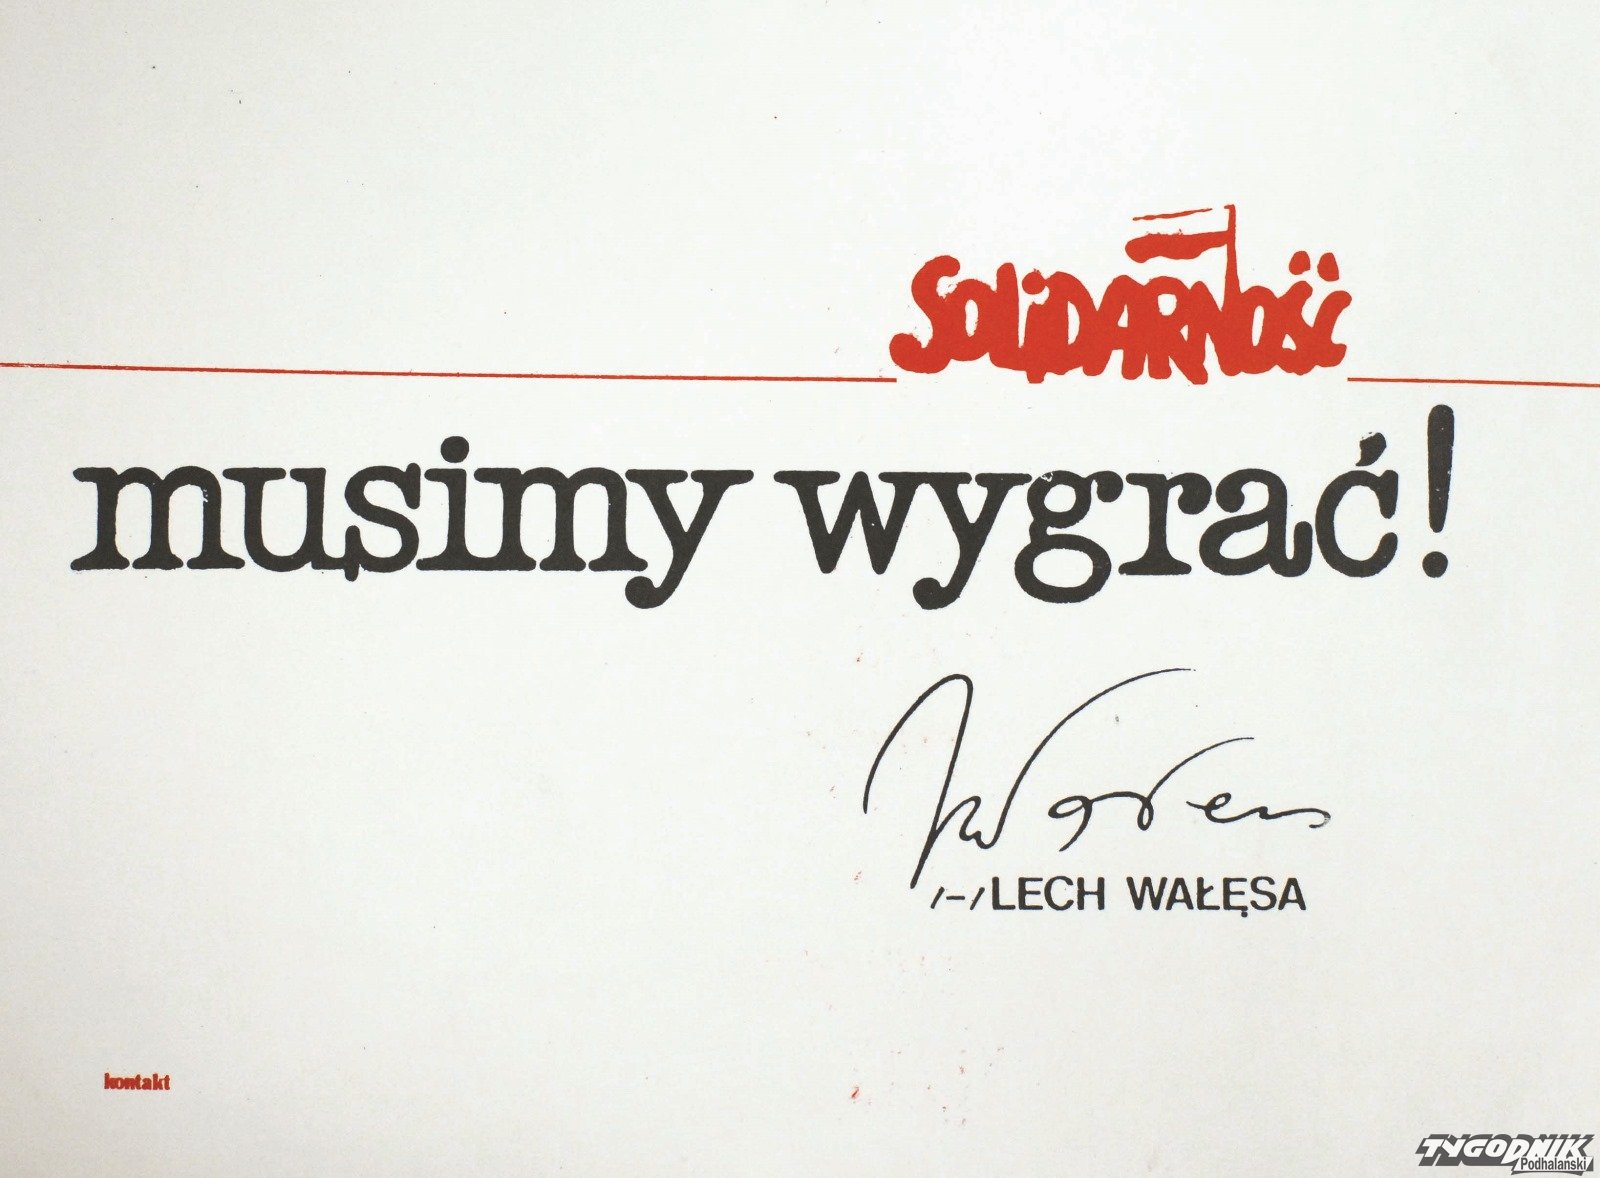 SOLiDARNOŚĆ
musimy wygrać!
/-/LECH WAŁĘSA
kontakt
TYGODNIK
Podhalański